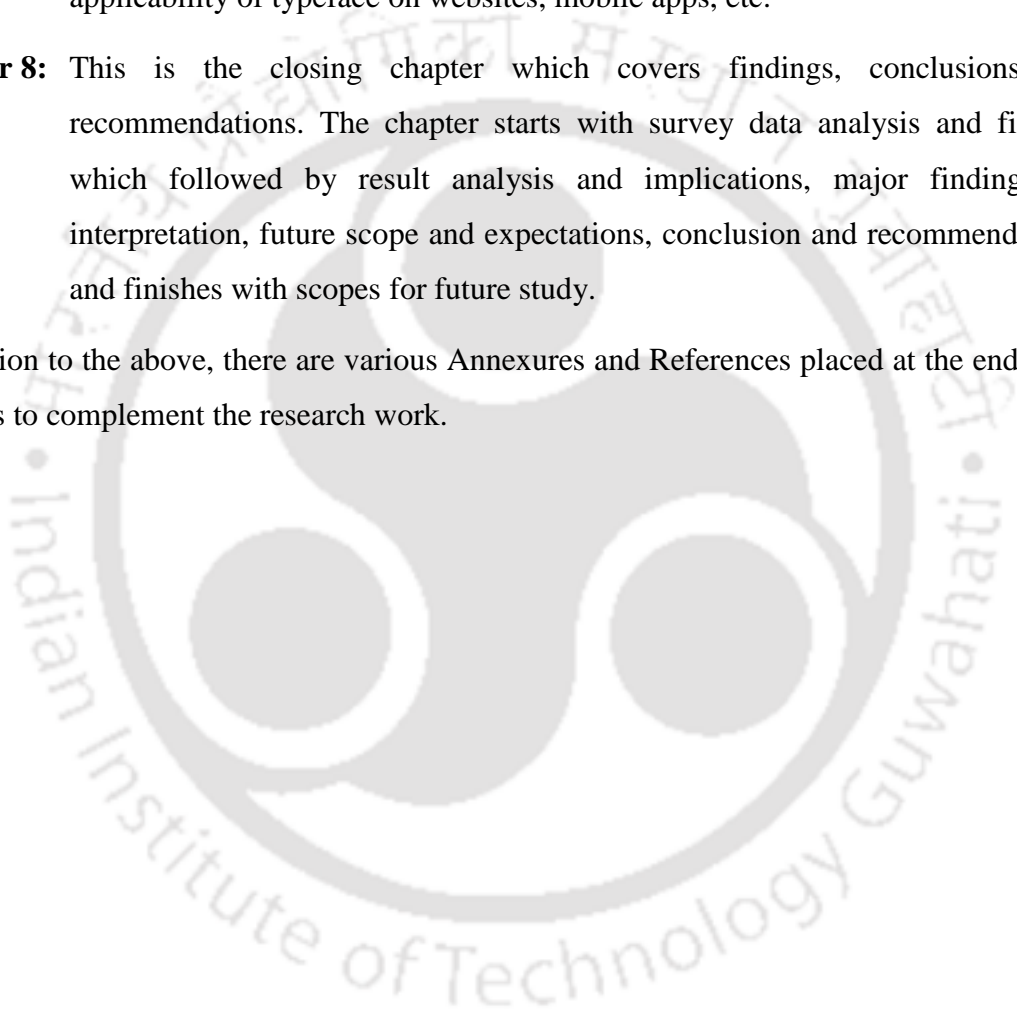 applicability of typeface on websites, mobile apps, etc.
r 8: This is the closing chapter which covers findings, conclusions
recommendations. The chapter starts with survey data analysis and fi
which followed by result analysis and implications, major finding
interpretation, future scope and expectations, conclusion and recommend
and finishes with scopes for future study.
ion to the above, there are various Annexures and References placed at the end
s to complement the research work.
Indian Institute of Technology Guwahati